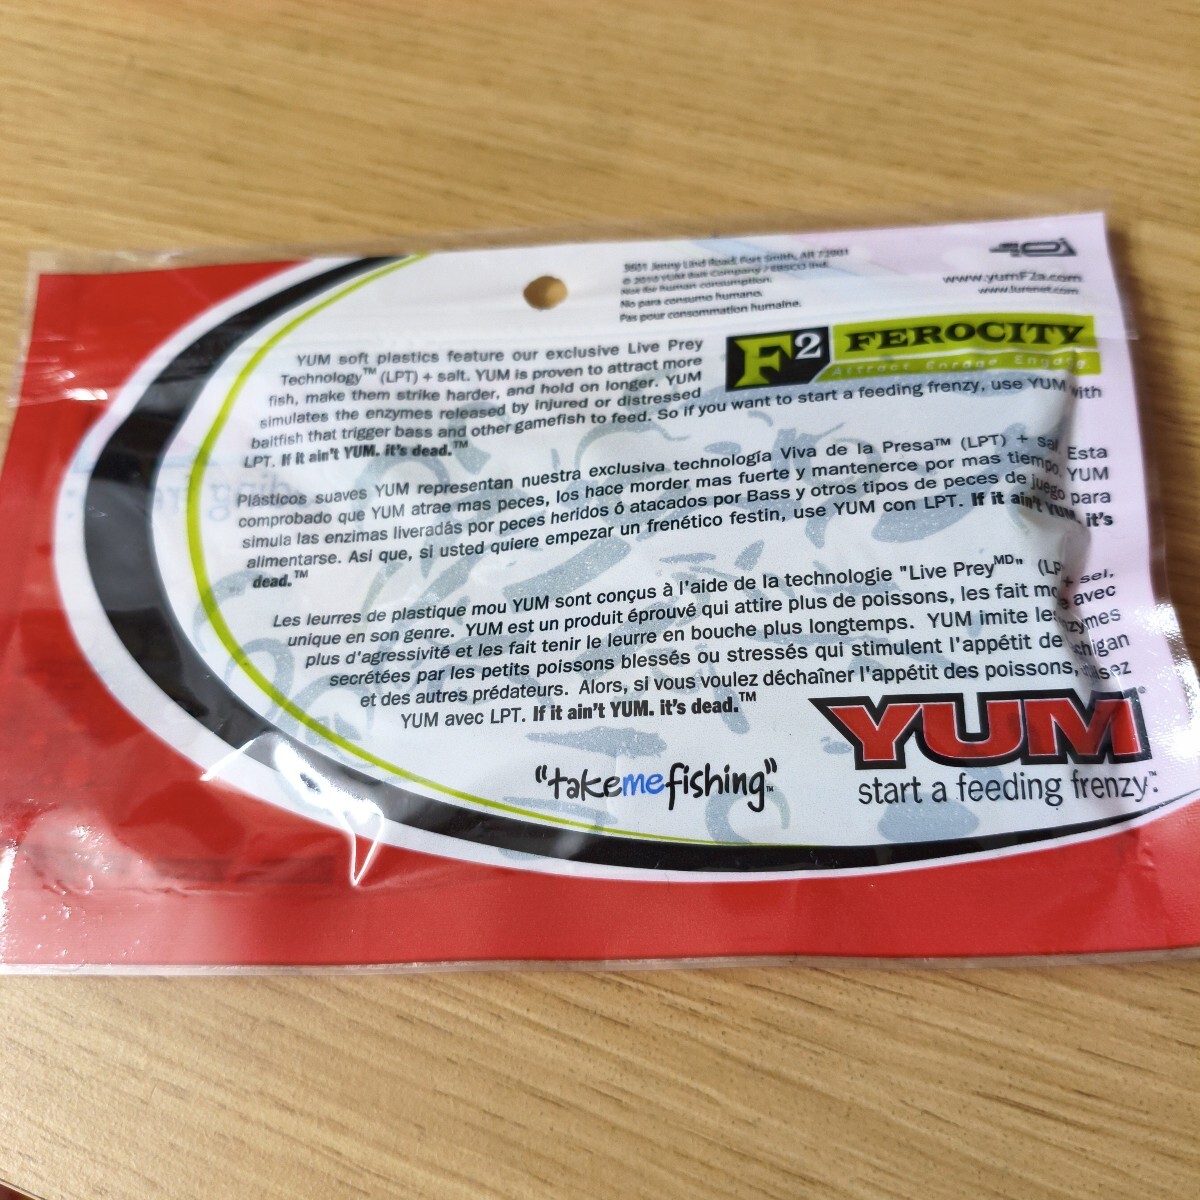 3601 Jenny Lind Road, Fort Smith, AR 72901
© 2010 YUM Bait Company / EBSCO Ind.
Not for human consumption.
No para consumo humano.
Pas pour consommation humaine.
www.yumF2a.com
www.lurenet.com
F2 FEROCITY
Attract. Enrage. Engage.
YUM soft plastics feature our exclusive Live Prey
Technology™ (LPT) + salt. YUM is proven to attract more
fish, make them strike harder, and hold on longer. YUM
simulates the enzymes released by injured or distressed
baitfish that trigger bass and other gamefish to feed. So if you want to start a feeding frenzy, use YUM with
LPT. If it ain't YUM. it's dead.™
Plásticos suaves YUM representan nuestra exclusiva technología Viva de la Presa™ (LPT) + sal. Esta
comprobado que YUM atrae mas peces, los hace morder mas fuerte y mantenerce por mas tiempo. YUM
simula las enzimas liveradás por peces heridos ó atacados por Bass y otros tipos de peces de juego para
alimentarse. Asi que, si usted quiere empezar un frenético festin, use YUM con LPT. If it ain't YUM. it's
dead.™
Les leurres de plastique mou YUM sont conçus à l'aide de la technologie "Live PreyMD" (LP + sel,
unique en son genre. YUM est un produit éprouvé qui attire plus de poissons, les fait mo e avec
plus d'agressivité et les fait tenir le leurre en bouche plus longtemps. YUM imite le zymes
secrétées par les petits poissons blessés ou stressés qui stimulent l'appétit de chigan
et des autres prédateurs. Alors, si vous voulez déchaîner l'appétit des poissons, utilisez
YUM avec LPT. If it ain't YUM. it's dead.™
"takemefishing"™
YUM®
start a feeding frenzy.™